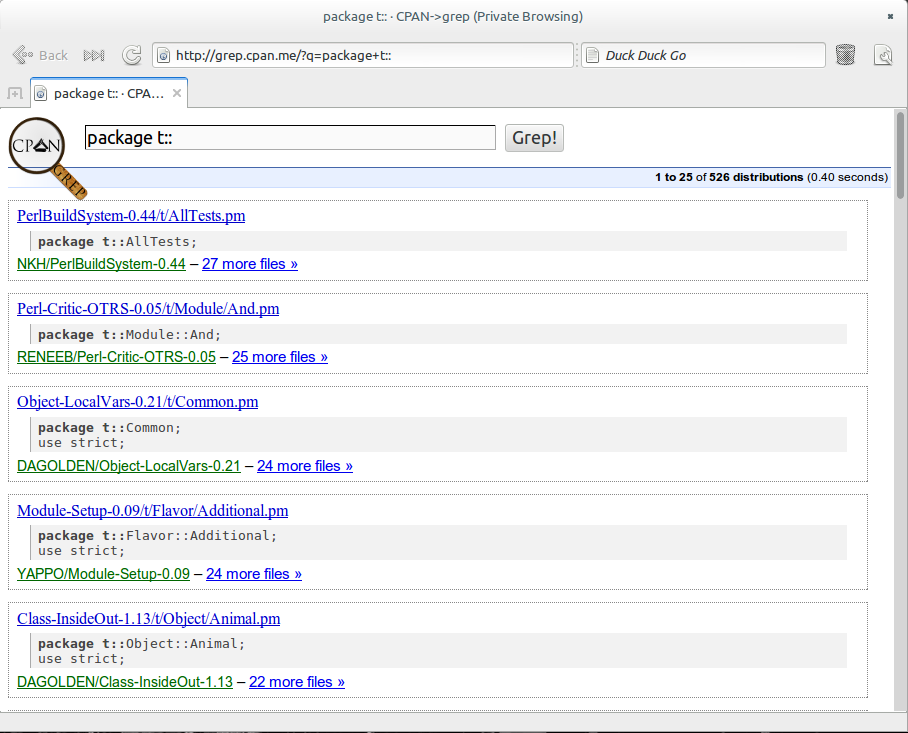 package t:: · CPAN->grep (Private Browsing)
Back
http://grep.cpan.me/?q=package+t::
Duck Duck Go
package t:: · CPA...
CPAN
GREP
package t::
Grep!
1 to 25 of 526 distributions (0.40 seconds)
PerlBuildSystem-0.44/t/AllTests.pm
package t::AllTests;
NKH/PerlBuildSystem-0.44 – 27 more files »
Perl-Critic-OTRS-0.05/t/Module/And.pm
package t::Module::And;
RENEEB/Perl-Critic-OTRS-0.05 – 25 more files »
Object-LocalVars-0.21/t/Common.pm
package t::Common;
use strict;
DAGOLDEN/Object-LocalVars-0.21 – 24 more files »
Module-Setup-0.09/t/Flavor/Additional.pm
package t::Flavor::Additional;
use strict;
YAPPO/Module-Setup-0.09 – 24 more files »
Class-InsideOut-1.13/t/Object/Animal.pm
package t::Object::Animal;
use strict;
DAGOLDEN/Class-InsideOut-1.13 – 22 more files »